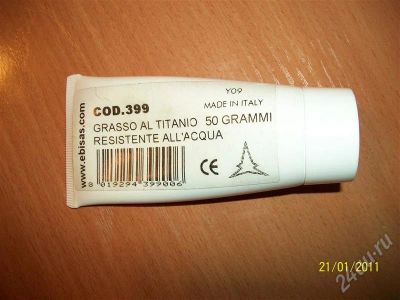 Y09
COD.399
MADE IN ITALY
GRASSO AL TITANIO 50 GRAMMI
RESISTENTE ALL'ACQUA
www.ebisas.com
CE
8 019294 399006
21/01/2011
24au.ru